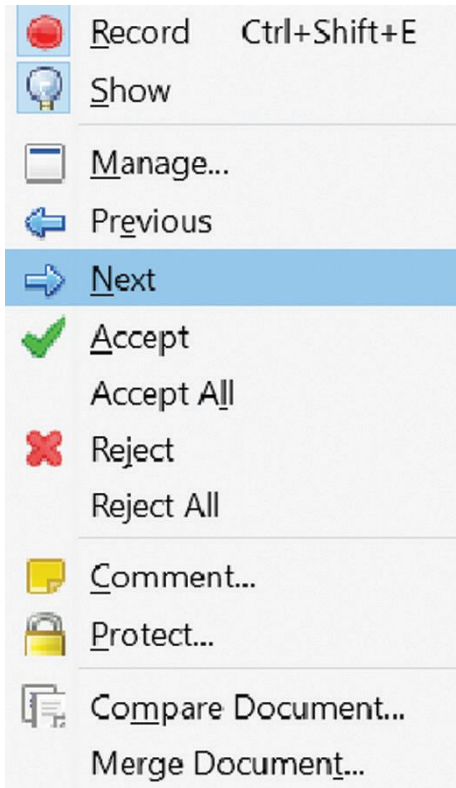 Record Ctrl+Shift+E
Show
Manage...
Previous
Next
Accept
Accept All
Reject
Reject All
Comment...
Protect...
Compare Document...
Merge Document...